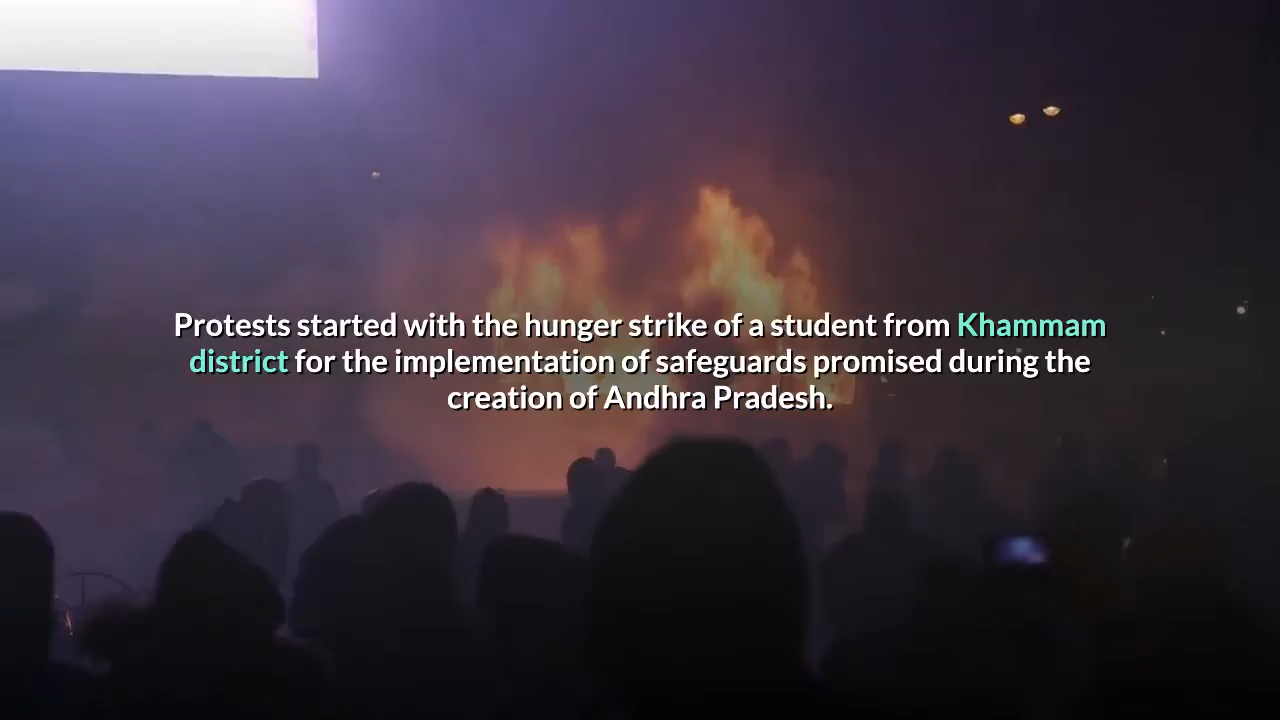 Protests started with the hunger strike of a student from Khammam
district for the implementation of safeguards promised during the
creation of Andhra Pradesh.